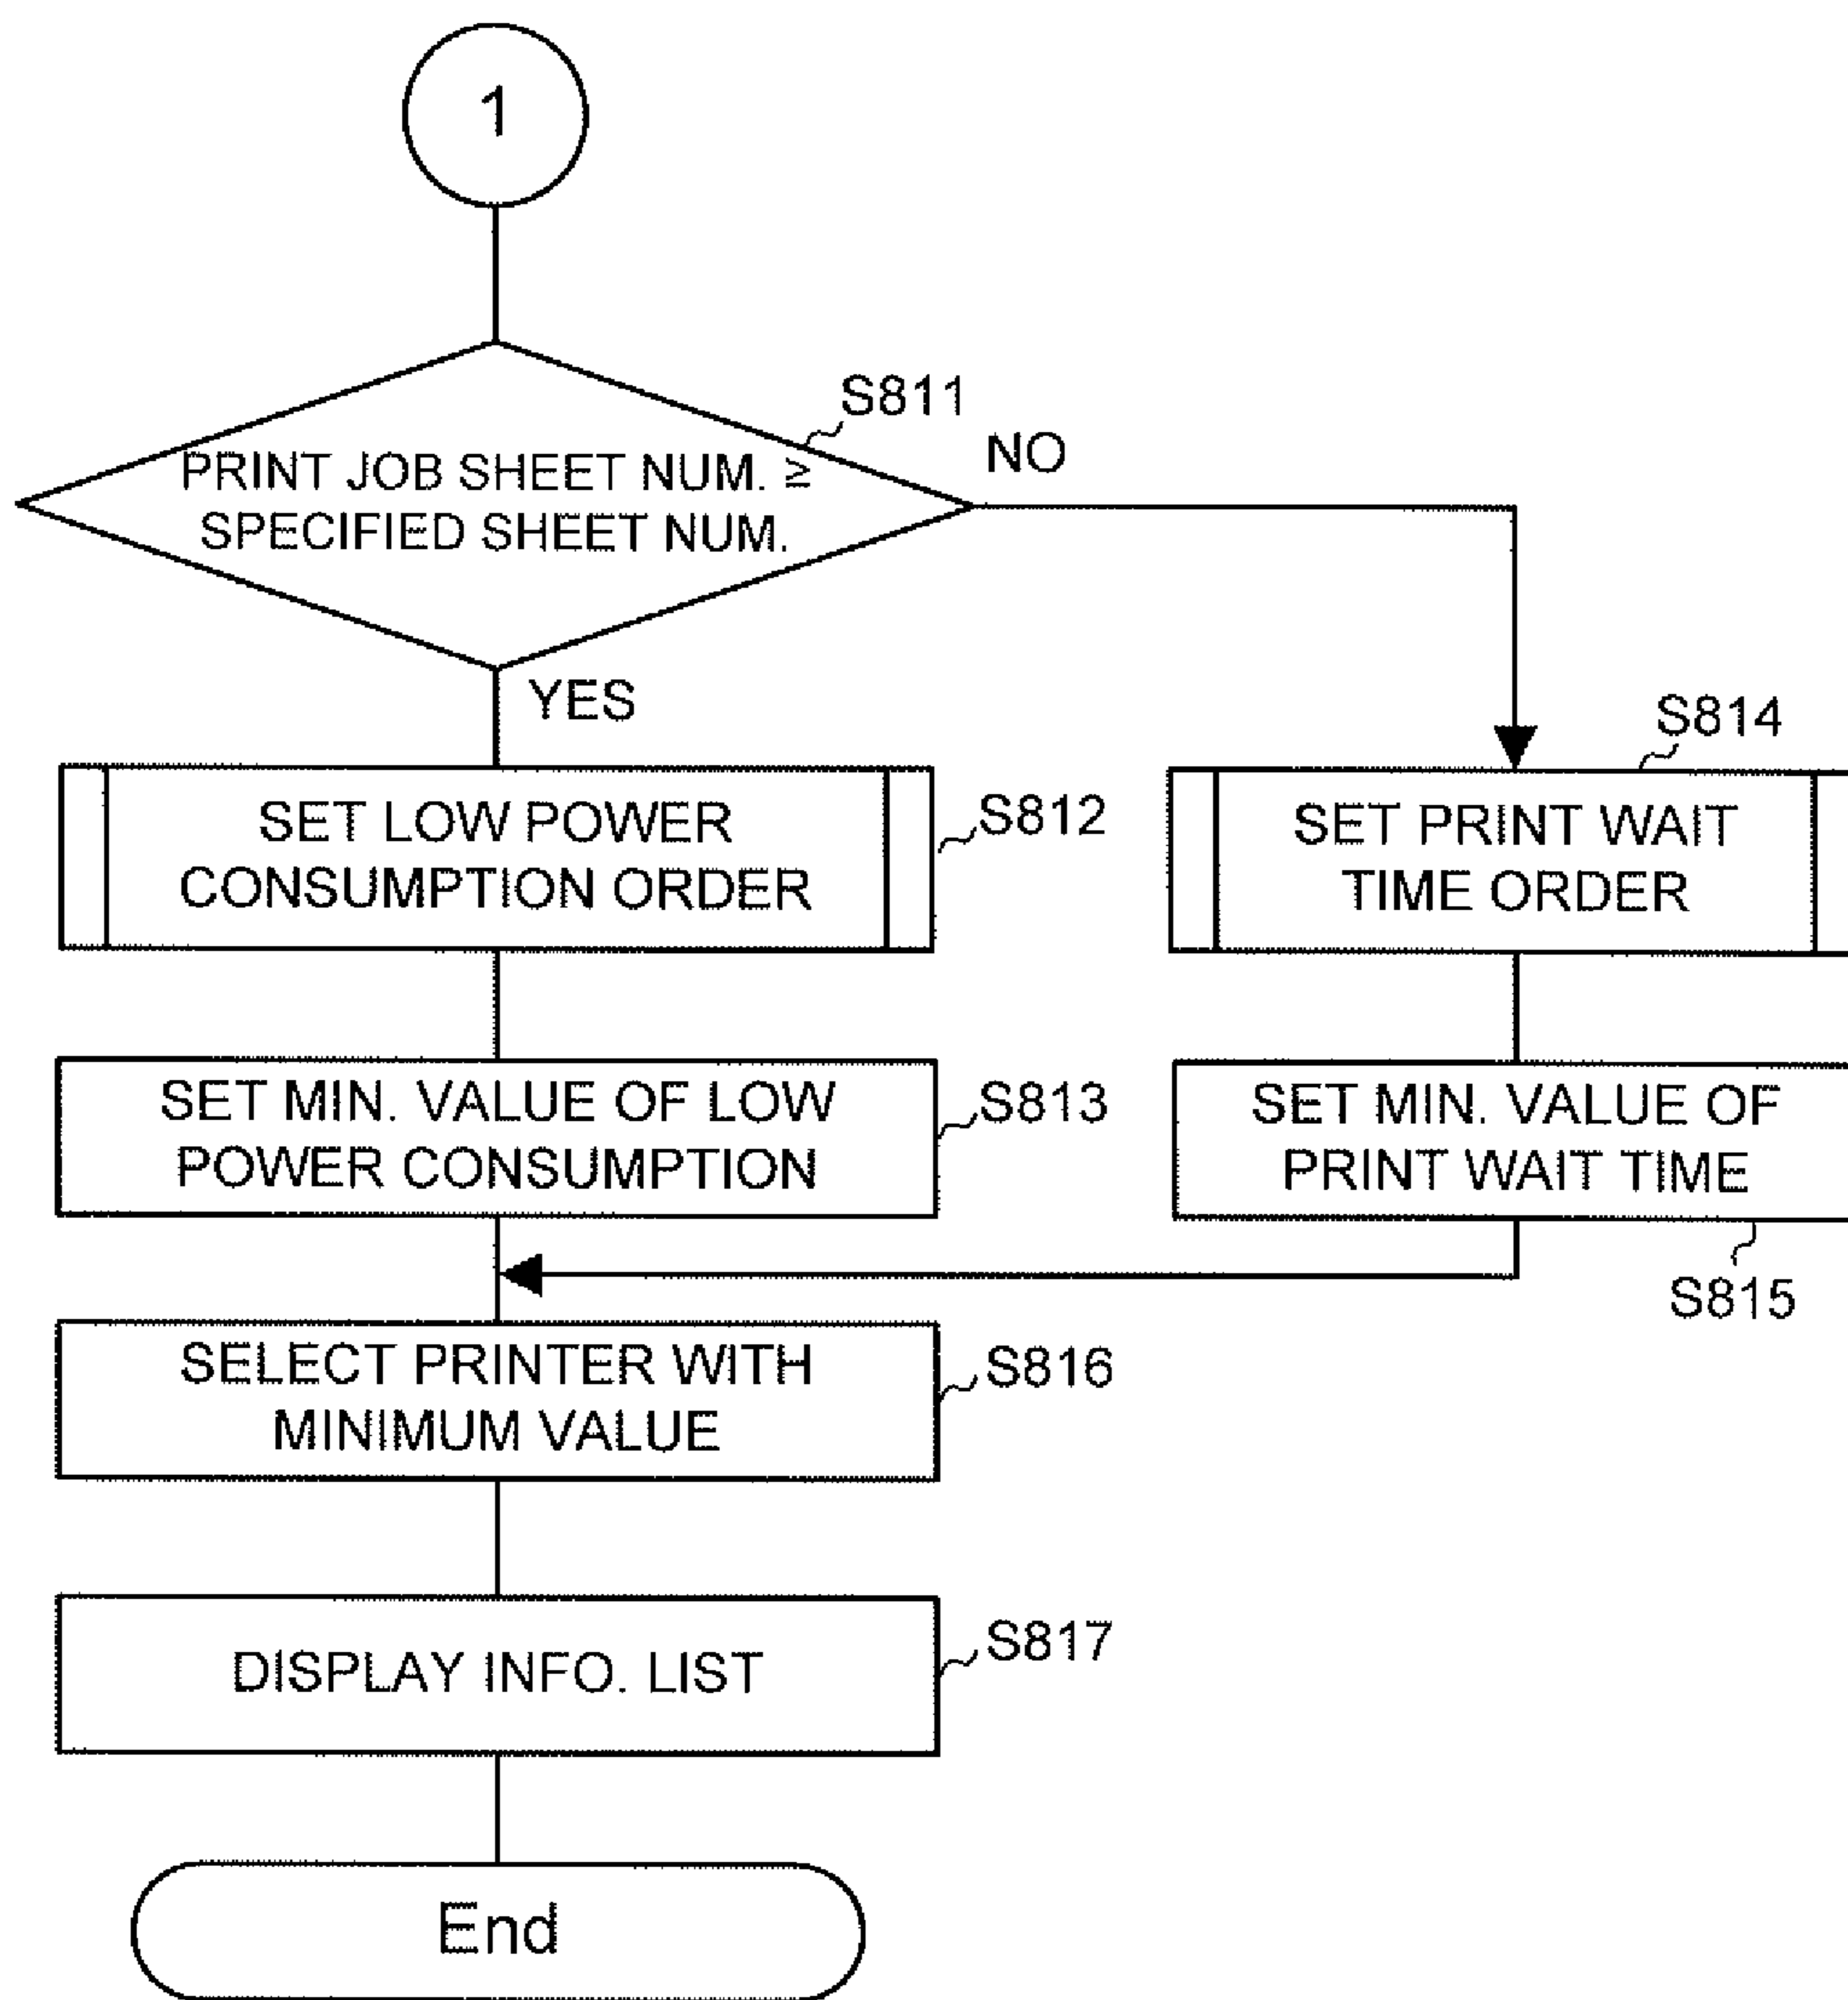 1
S811
PRINT JOB SHEET NUM. ≥
SPECIFIED SHEET NUM.
NO
YES
SET LOW POWER
CONSUMPTION ORDER
S812
S814
SET PRINT WAIT
TIME ORDER
SET MIN. VALUE OF LOW
POWER CONSUMPTION
S813
SET MIN. VALUE OF
PRINT WAIT TIME
S815
SELECT PRINTER WITH
MINIMUM VALUE
S816
DISPLAY INFO. LIST
S817
End